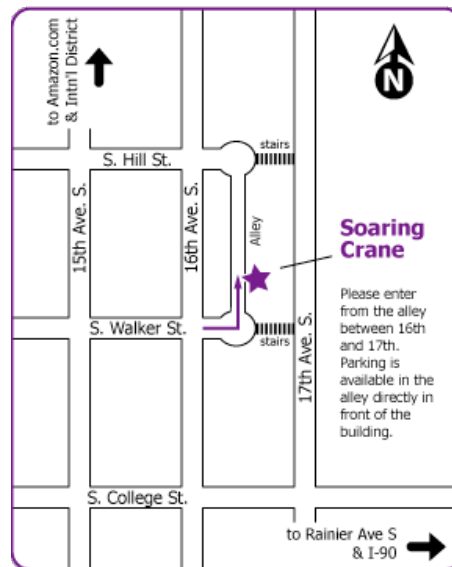 to Amazon.com
& Intn'l District
N
stairs
S. Hill St.
15th Ave. S.
16th Ave. S.
Alley
Soaring
Crane
Please enter
from the alley
between 16th
and 17th.
Parking is
available in the
alley directly in
front of the
building.
S. Walker St.
stairs
17th Ave. S.
S. College St.
to Rainier Ave S
& I-90